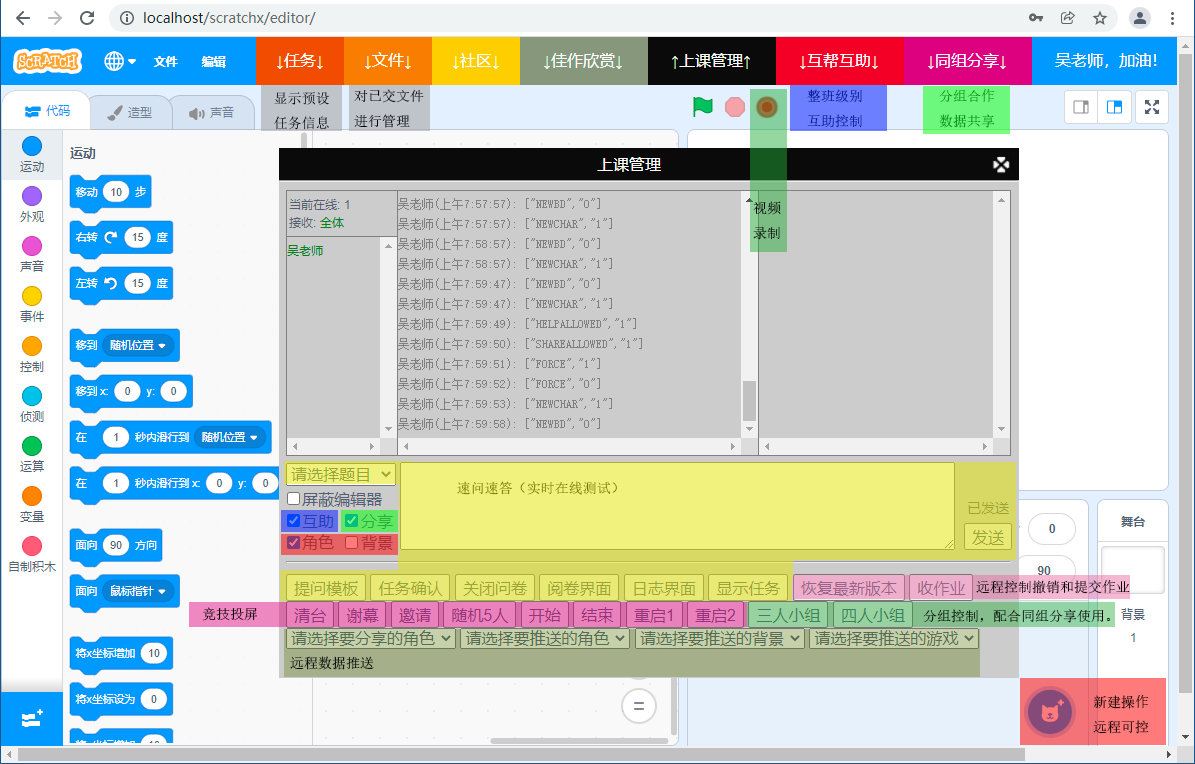 localhost/scratchx/editor/
SCRATCH
文件
编辑
↓任务↓
↓文件↓
↓社区↓
↓佳作欣赏↓
↑上课管理↑
↓互帮互助↓
↓同组分享↓
吴老师，加油！
代码
造型
声音
显示预设
任务信息
对已交文件
进行管理
整班级别
互助控制
分组合作
数据共享
运动
外观
声音
事件
控制
侦测
运算
变量
自制积木
运动
移动 10 步
右转 15 度
左转 15 度
移到 随机位置
移到 x: 0 y: 0
在 1 秒内滑行到 随机位置
在 1 秒内滑行到 x: 0 y: 0
面向 90 方向
面向 鼠标指针
将x坐标增加 10
将x坐标设为 0
上课管理
当前在线: 1
接收: 全体
吴老师
吴老师(上午7:57:57): ["NEWBD","0"]
吴老师(上午7:57:57): ["NEWCHAR","1"]
吴老师(上午7:58:57): ["NEWBD","0"]
吴老师(上午7:58:57): ["NEWCHAR","1"]
吴老师(上午7:59:47): ["NEWBD","0"]
吴老师(上午7:59:47): ["NEWCHAR","1"]
吴老师(上午7:59:49): ["HELPALLOWED","1"]
吴老师(上午7:59:50): ["SHAREALLOWED","1"]
吴老师(上午7:59:51): ["FORCE","1"]
吴老师(上午7:59:52): ["FORCE","0"]
吴老师(上午7:59:53): ["NEWCHAR","1"]
吴老师(上午7:59:58): ["NEWBD","0"]
视频
录制
请选择题目
屏蔽编辑器
互助
分享
角色
背景
速问速答（实时在线测试）
已发送
发送
提问模板
任务确认
关闭问卷
阅卷界面
日志界面
显示任务
恢复最新版本
收作业
远程控制撤销和提交作业
竞技投屏
清台
谢幕
邀请
随机5人
开始
结束
重启1
重启2
三人小组
四人小组
分组控制，配合同组分享使用。
请选择要分享的角色
请选择要推送的角色
请选择要推送的背景
请选择要推送的游戏
远程数据推送
0
90
舞台
背景
1
新建操作
远程可控